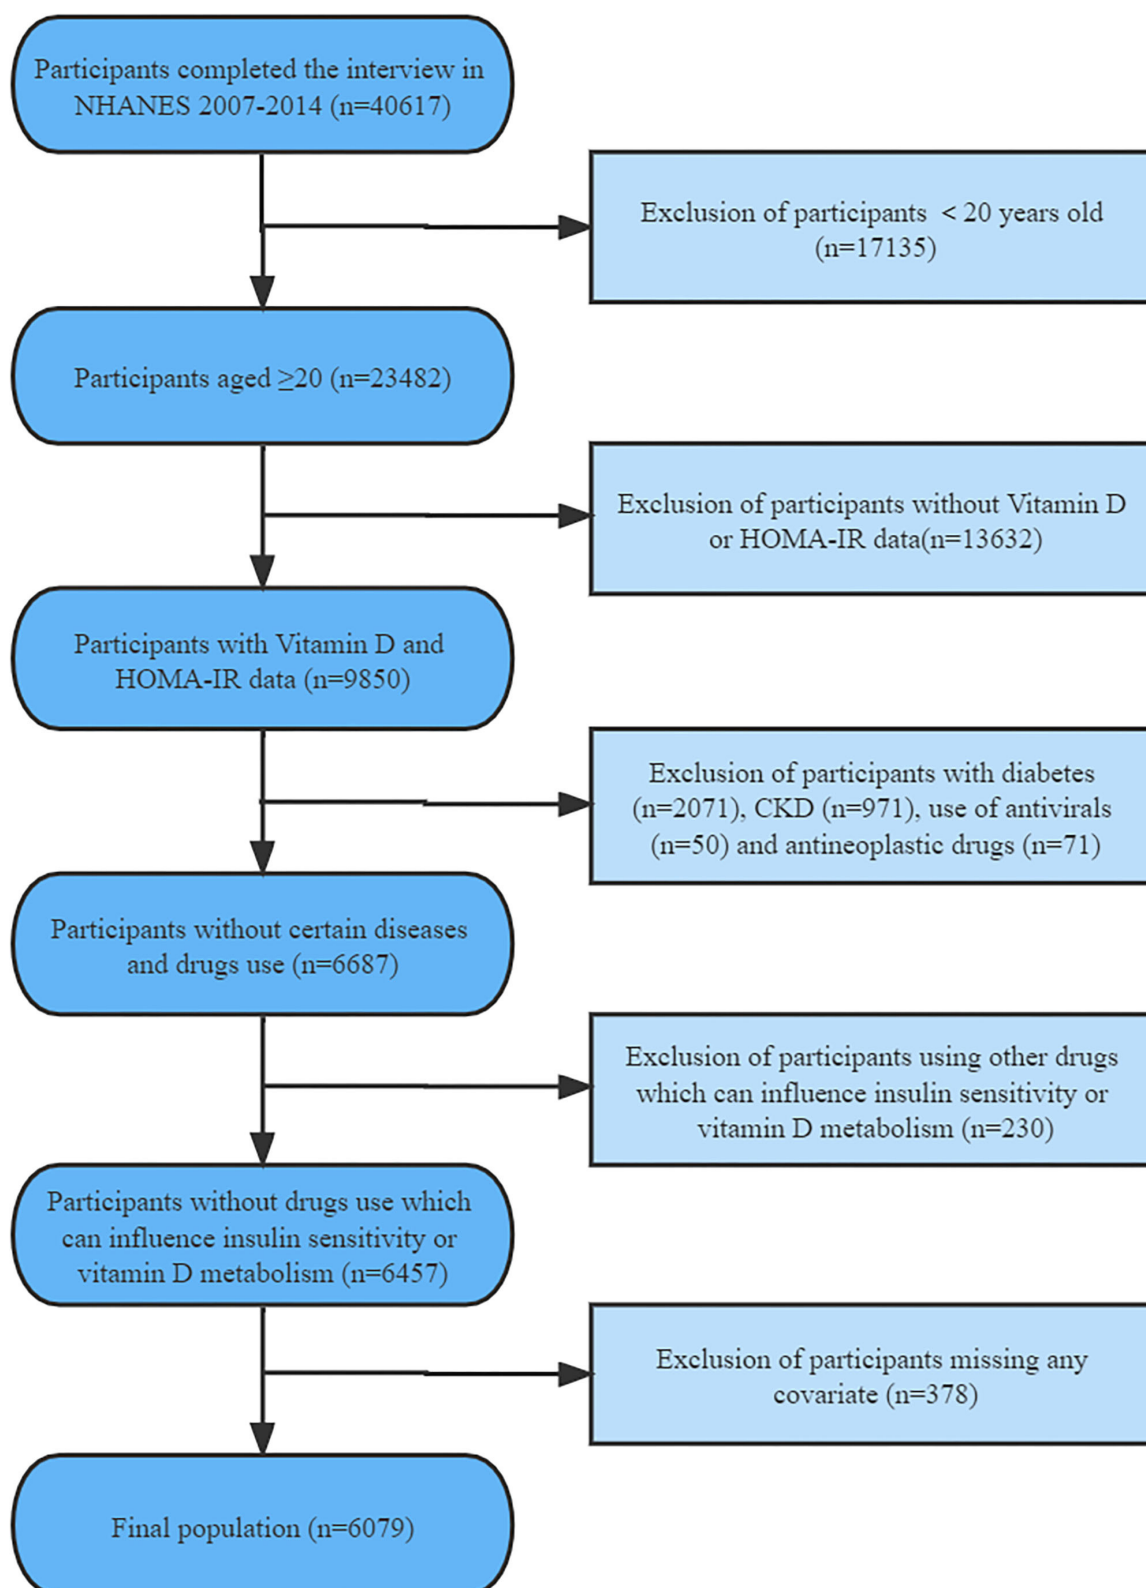 Participants completed the interview in
NHANES 2007-2014 (n=40617)
Exclusion of participants < 20 years old
(n=17135)
Participants aged ≥20 (n=23482)
Exclusion of participants without Vitamin D
or HOMA-IR data(n=13632)
Participants with Vitamin D and
HOMA-IR data (n=9850)
Exclusion of participants with diabetes
(n=2071), CKD (n=971), use of antivirals
(n=50) and antineoplastic drugs (n=71)
Participants without certain diseases
and drugs use (n=6687)
Exclusion of participants using other drugs
which can influence insulin sensitivity or
vitamin D metabolism (n=230)
Participants without drugs use which
can influence insulin sensitivity or
vitamin D metabolism (n=6457)
Exclusion of participants missing any
covariate (n=378)
Final population (n=6079)